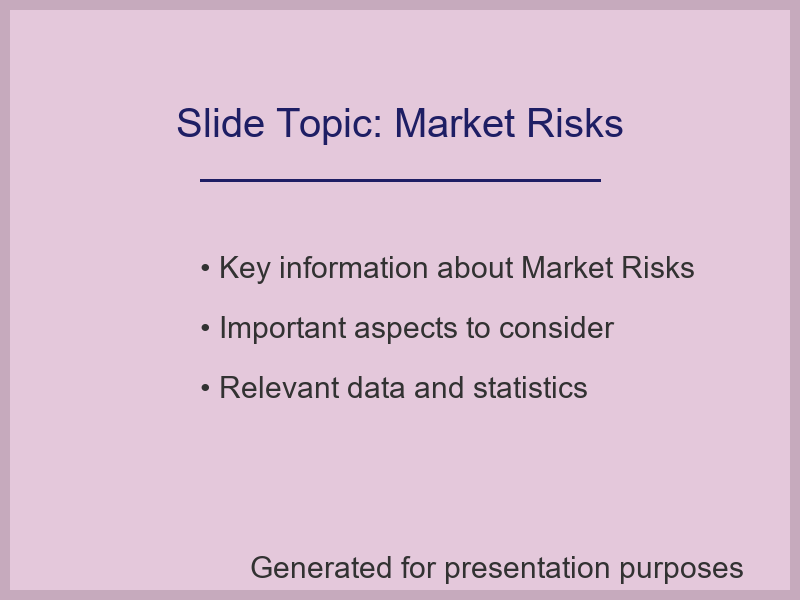 Slide Topic: Market Risks
• Key information about Market Risks
• Important aspects to consider
• Relevant data and statistics
Generated for presentation purposes